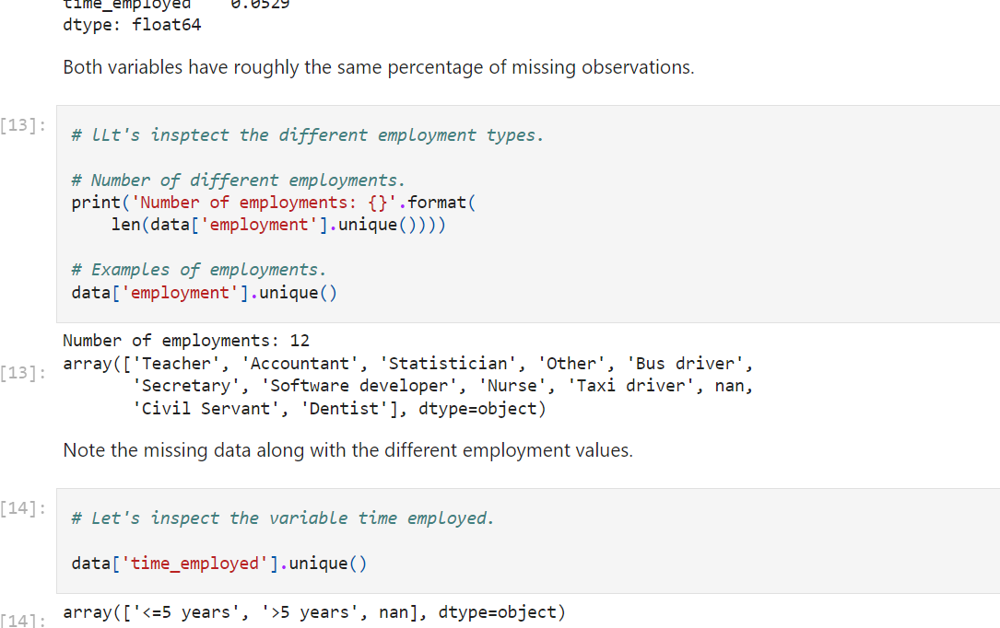 time_employed    0.0529
dtype: float64
Both variables have roughly the same percentage of missing observations.
[13]:
# lLt's insptect the different employment types.
# Number of different employments.
print('Number of employments: {}'.format(
    len(data['employment'].unique())))
# Examples of employments.
data['employment'].unique()
Number of employments: 12
[13]:
array(['Teacher', 'Accountant', 'Statistician', 'Other', 'Bus driver',
       'Secretary', 'Software developer', 'Nurse', 'Taxi driver', nan,
       'Civil Servant', 'Dentist'], dtype=object)
Note the missing data along with the different employment values.
[14]:
# Let's inspect the variable time employed.
data['time_employed'].unique()
[14]:
array(['<=5 years', '>5 years', nan], dtype=object)